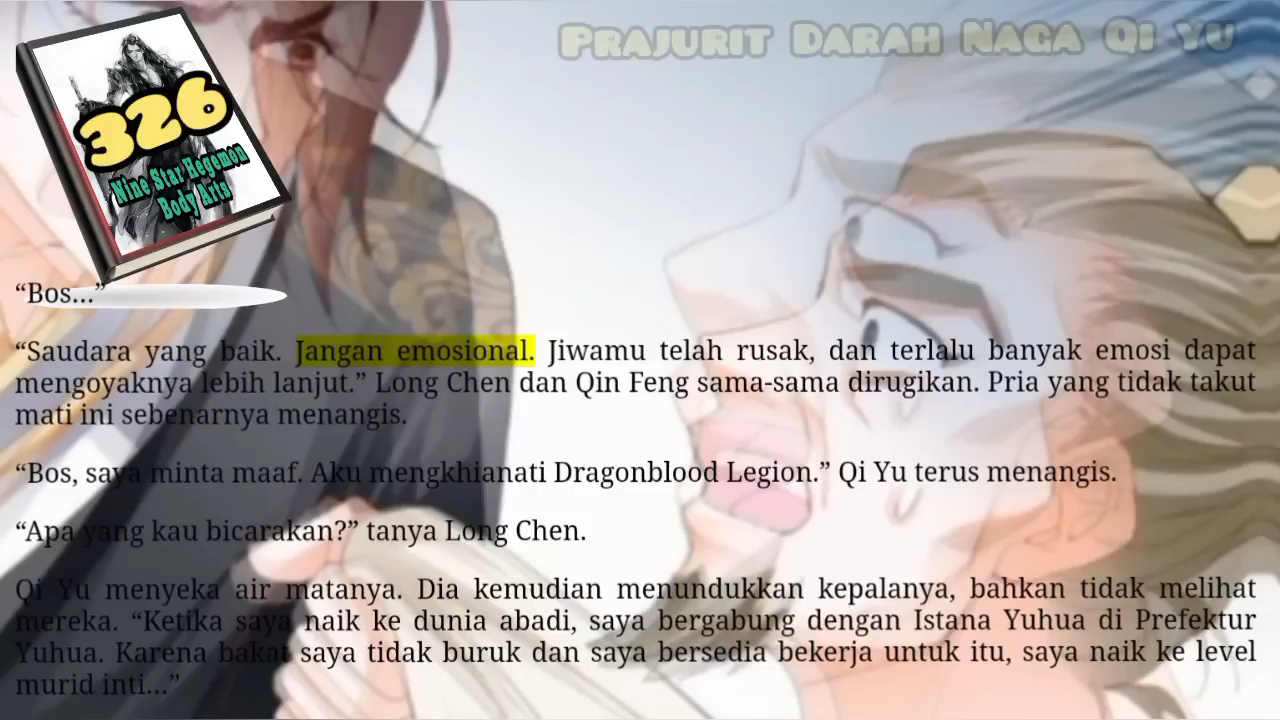 PRAJURIT DARAH NAGA QI YU
326
Nine Star Hegemon
Body Arts
“Bos...”
“Saudara yang baik. Jangan emosional. Jiwamu telah rusak, dan terlalu banyak emosi dapat
mengoyaknya lebih lanjut.” Long Chen dan Qin Feng sama-sama dirugikan. Pria yang tidak takut
mati ini sebenarnya menangis.
“Bos, saya minta maaf. Aku mengkhianati Dragonblood Legion.” Qi Yu terus menangis.
“Apa yang kau bicarakan?” tanya Long Chen.
Qi Yu menyeka air matanya. Dia kemudian menundukkan kepalanya, bahkan tidak melihat
mereka. “Ketika saya naik ke dunia abadi, saya bergabung dengan Istana Yuhua di Prefektur
Yuhua. Karena bakat saya tidak buruk dan saya bersedia bekerja untuk itu, saya naik ke level
murid inti...”